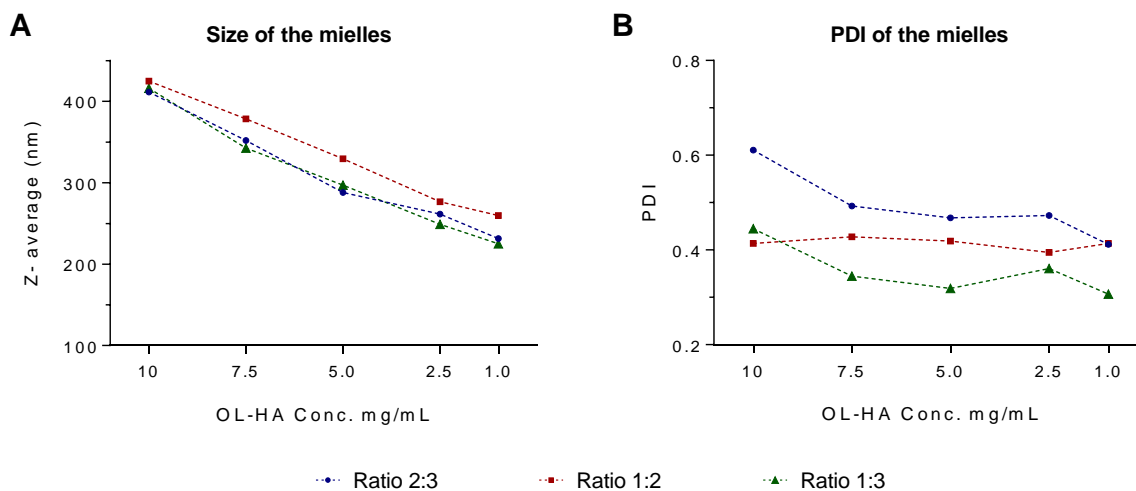 A
Size of the mielles
400
300
200
100
Z- average (nm)
10 7.5 5.0 2.5 1.0
OL-HA Conc. mg/mL
B
PDI of the mielles
0.8
0.6
0.4
0.2
PDI
10 7.5 5.0 2.5 1.0
OL-HA Conc. mg/mL
Ratio 2:3 Ratio 1:2 Ratio 1:3